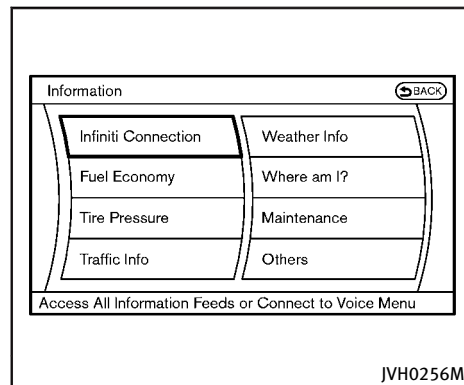 Information
BACK
Infiniti Connection
Weather Info
Fuel Economy
Where am I?
Tire Pressure
Maintenance
Traffic Info
Others
Access All Information Feeds or Connect to Voice Menu
JVH0256M